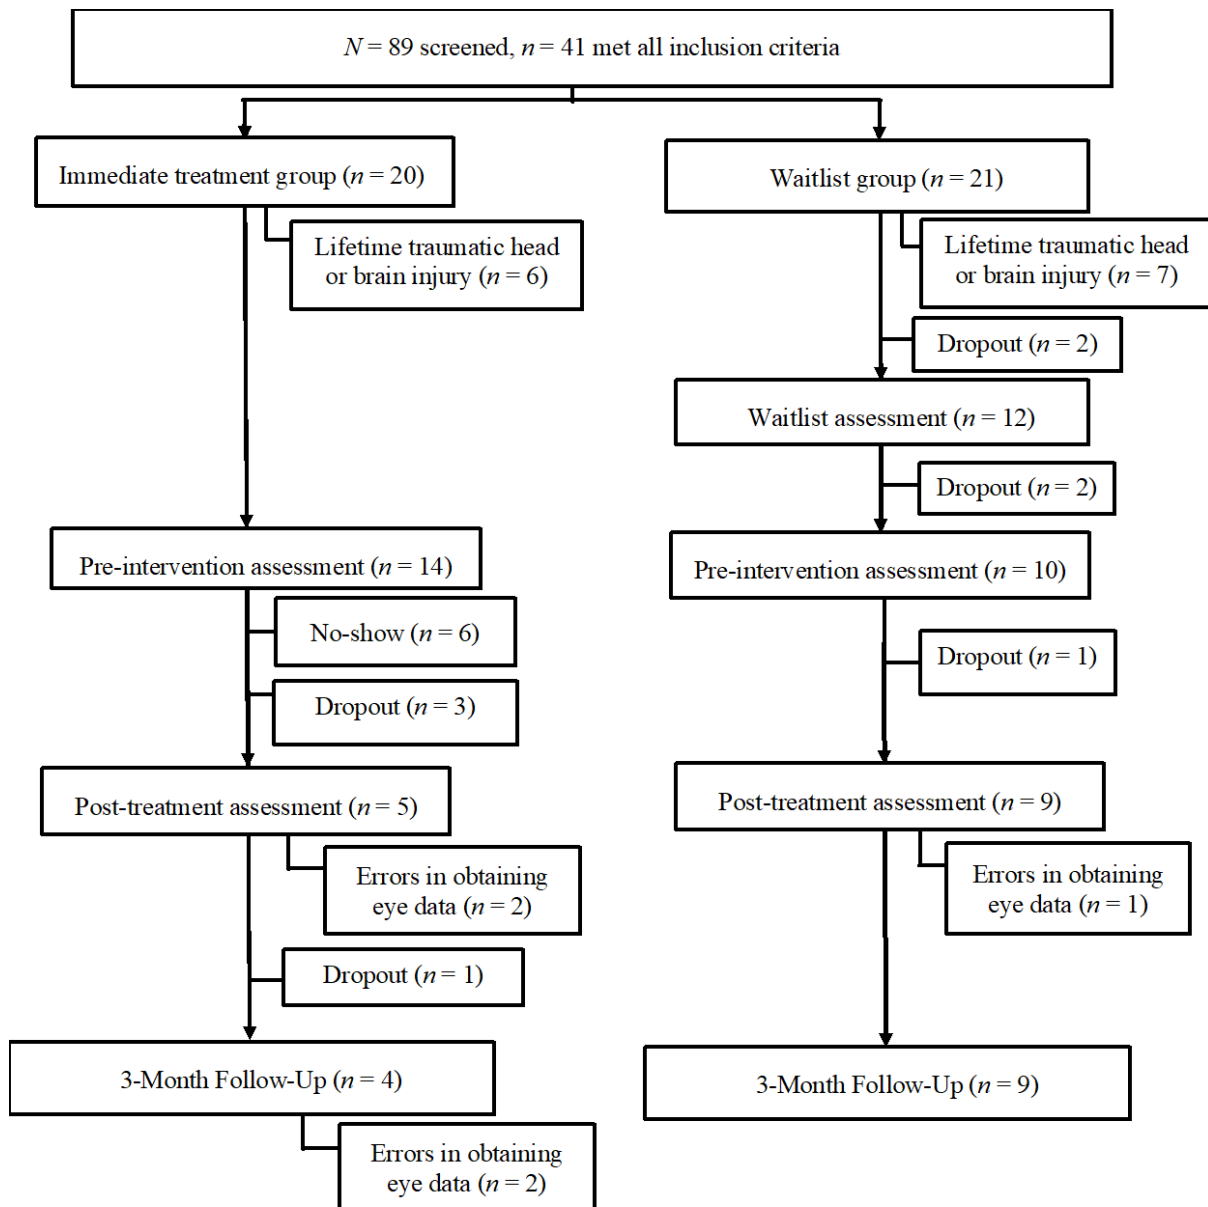 N = 89 screened, n = 41 met all inclusion criteria
Immediate treatment group (n = 20)
Lifetime traumatic head
or brain injury (n = 6)
Pre-intervention assessment (n = 14)
No-show (n = 6)
Dropout (n = 3)
Post-treatment assessment (n = 5)
Errors in obtaining
eye data (n = 2)
Dropout (n = 1)
3-Month Follow-Up (n = 4)
Errors in obtaining
eye data (n = 2)
Waitlist group (n = 21)
Lifetime traumatic head
or brain injury (n = 7)
Dropout (n = 2)
Waitlist assessment (n = 12)
Dropout (n = 2)
Pre-intervention assessment (n = 10)
Dropout (n = 1)
Post-treatment assessment (n = 9)
Errors in obtaining
eye data (n = 1)
3-Month Follow-Up (n = 9)